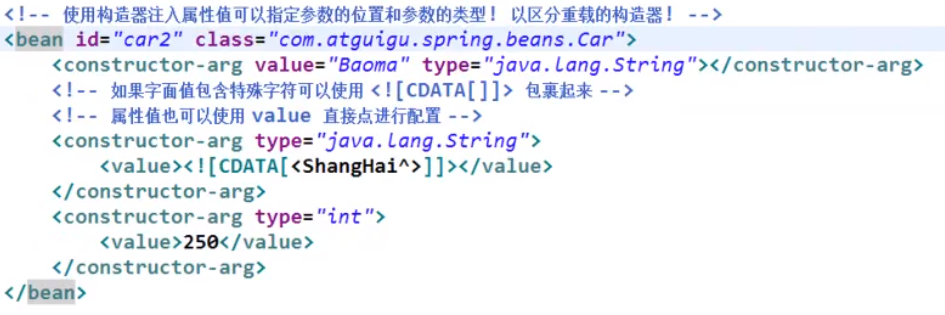 <!-- 使用构造器注入属性值可以指定参数的位置和参数的类型! 以区分重载的构造器! -->
<bean id="car2" class="com.atguigu.spring.beans.Car">
    <constructor-arg value="Baoma" type="java.lang.String"></constructor-arg>
    <!-- 如果字面值包含特殊字符可以使用 <![CDATA[]]> 包裹起来 -->
    <!-- 属性值也可以使用 value 直接点进行配置 -->
    <constructor-arg type="java.lang.String">
        <value><![CDATA[<ShangHai^>]]></value>
    </constructor-arg>
    <constructor-arg type="int">
        <value>250</value>
    </constructor-arg>
</bean>